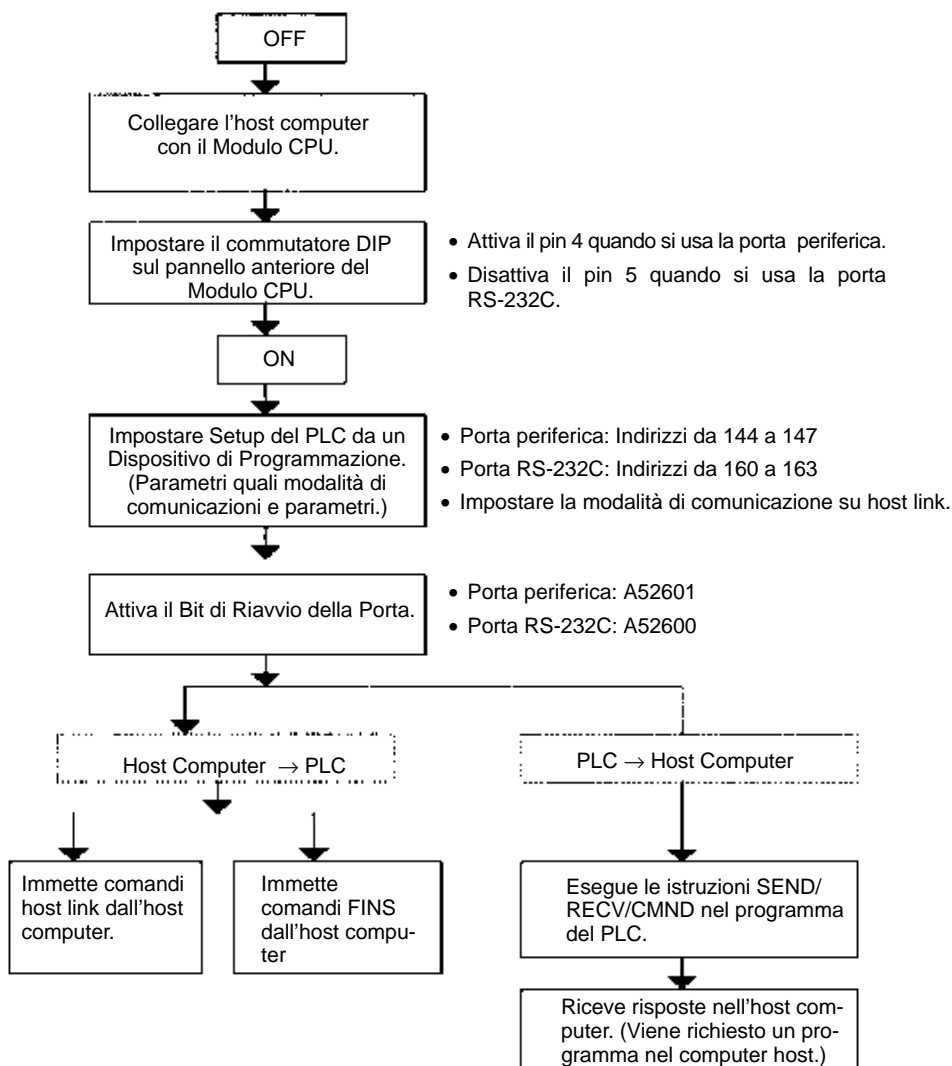 OFF
Collegare l'host computer
con il Modulo CPU.
Impostare il commutatore DIP
sul pannello anteriore del
Modulo CPU.
• Attiva il pin 4 quando si usa la porta periferica.
• Disattiva il pin 5 quando si usa la porta
RS-232C.
ON
Impostare Setup del PLC da un
Dispositivo di Programmazione.
(Parametri quali modalità di
comunicazioni e parametri.)
• Porta periferica: Indirizzi da 144 a 147
• Porta RS-232C: Indirizzi da 160 a 163
• Impostare la modalità di comunicazione su host link.
Attiva il Bit di Riavvio della Porta.
• Porta periferica: A52601
• Porta RS-232C: A52600
Host Computer → PLC
PLC → Host Computer
Immette comandi
host link dall'host
computer.
Immette
comandi FINS
dall'host compu-
ter
Esegue le istruzioni SEND/
RECV/CMND nel programma
del PLC.
Riceve risposte nell'host com-
puter. (Viene richiesto un pro-
gramma nel computer host.)